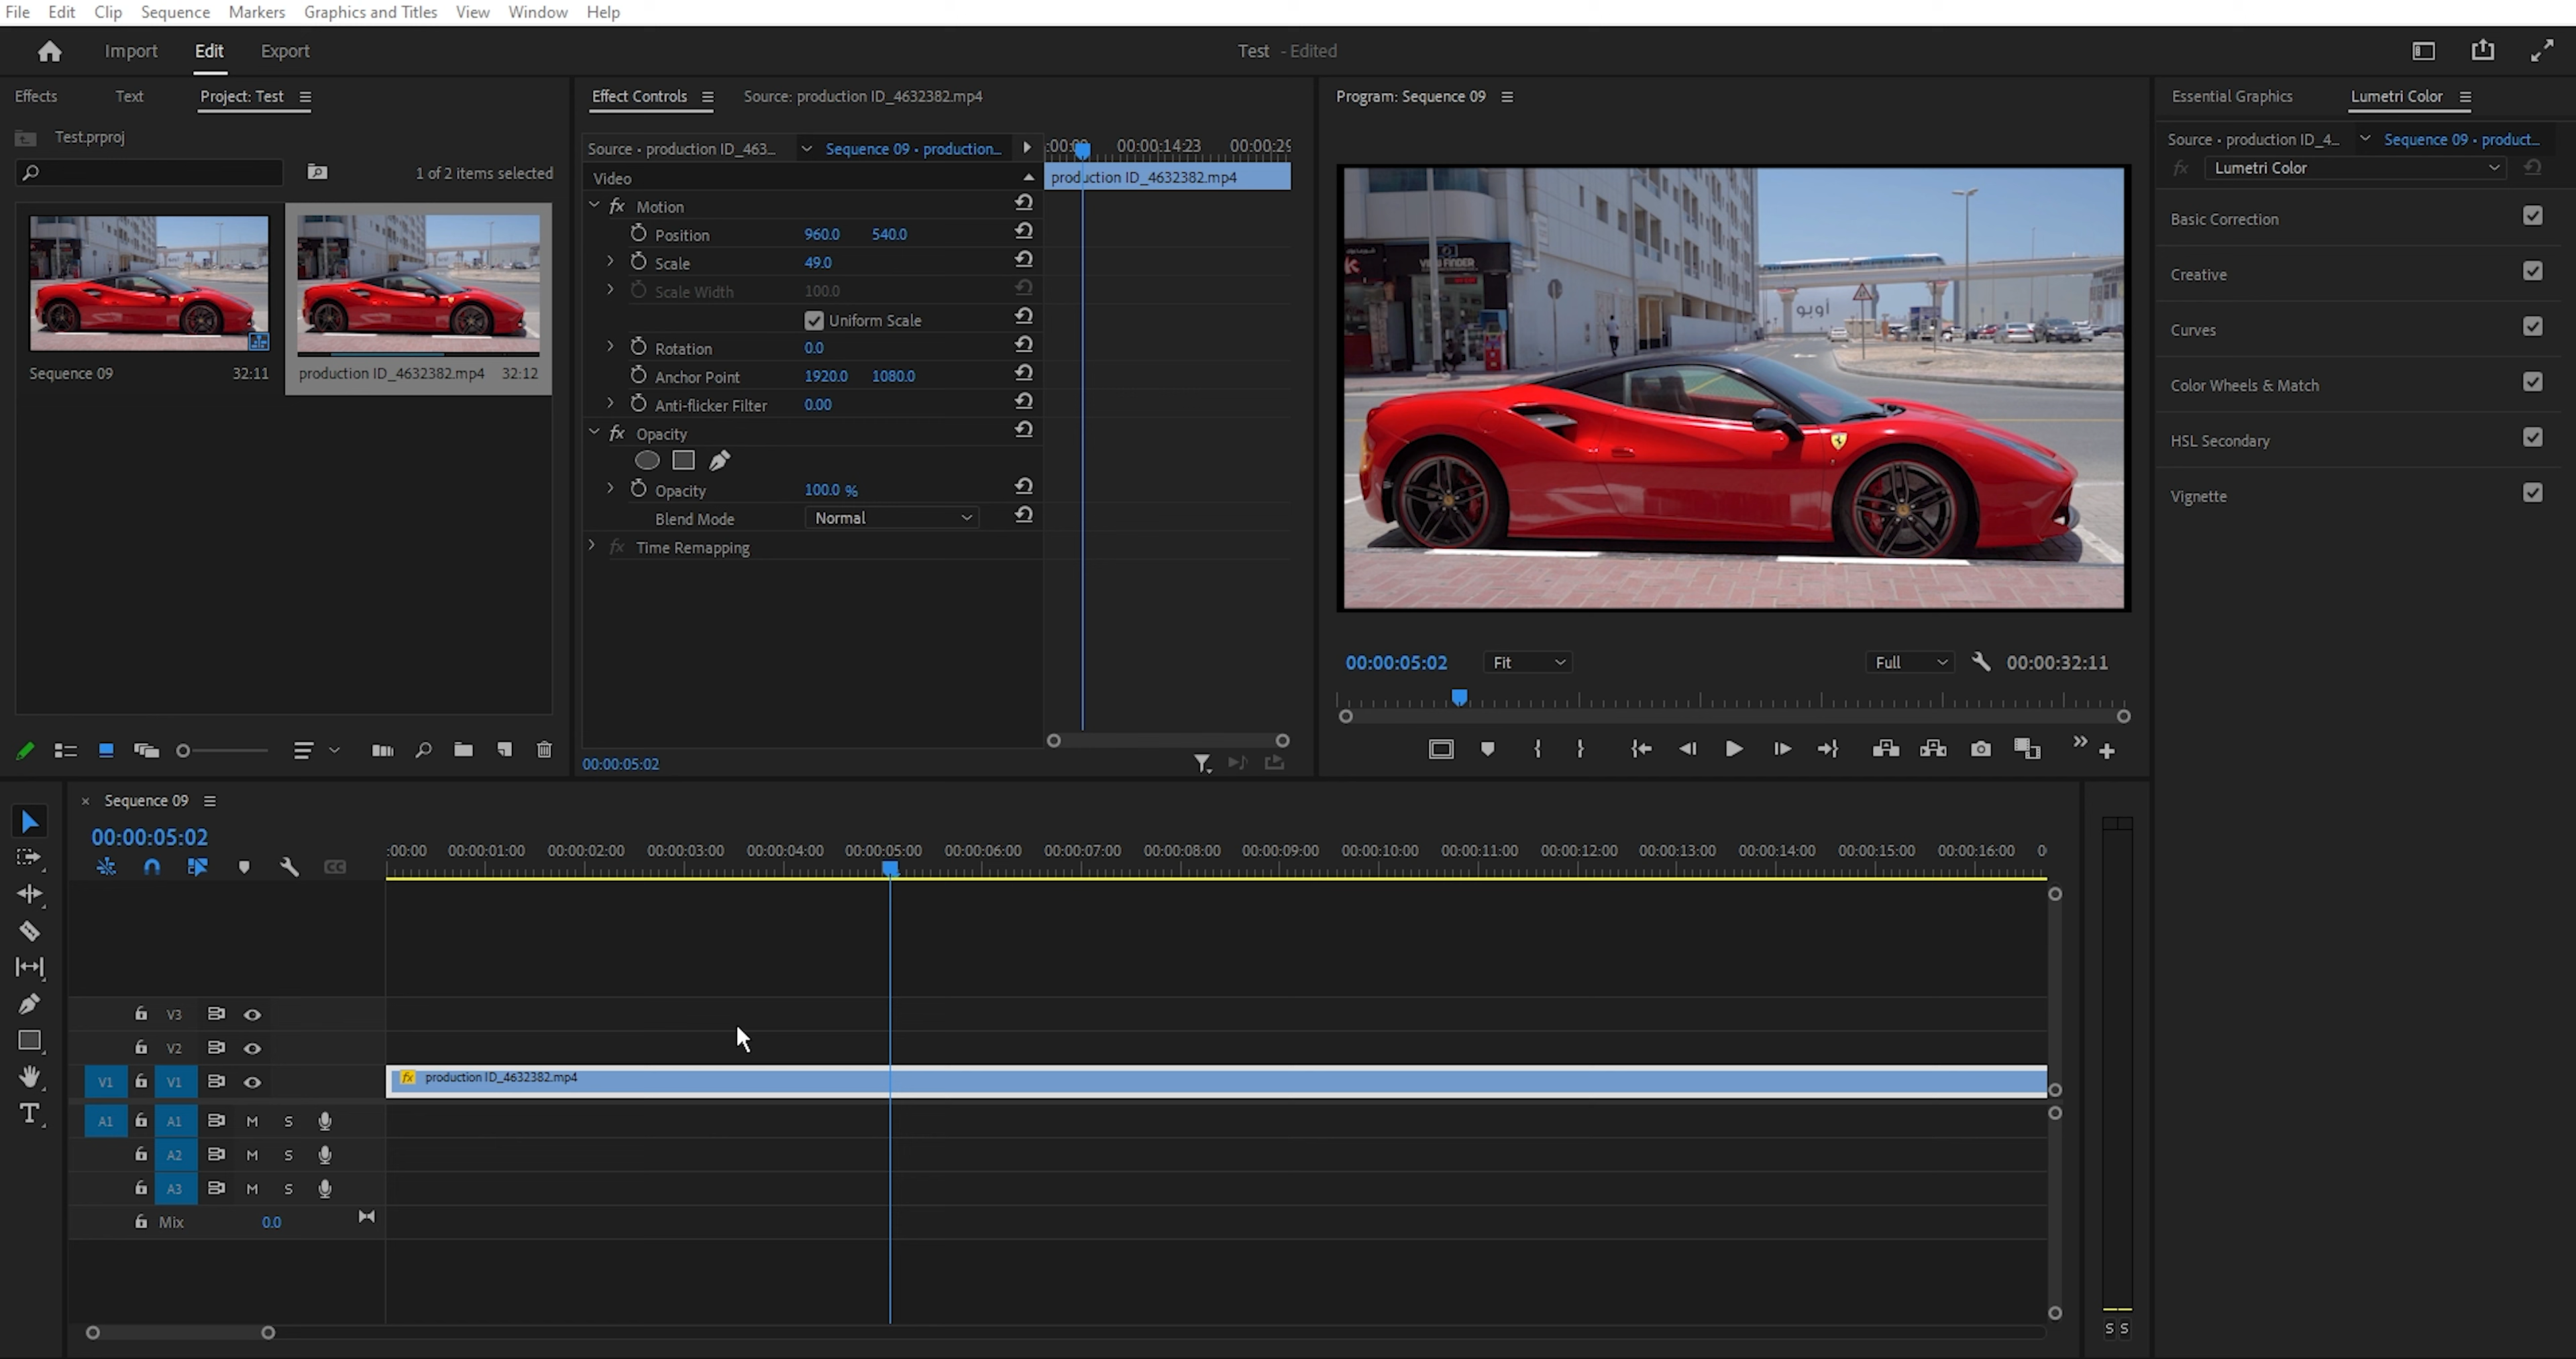 File Edit Clip Sequence Markers Graphics and Titles View Window Help
Import Edit Export
Test - Edited
Effects Text Project: Test
Test.prproj
1 of 2 items selected
Sequence 09 32:11
production ID_4632382.mp4 32:12
Effect Controls Source: production ID_4632382.mp4
Source • production ID_463... Sequence 09 • production...
:00:00 00:00:14:23 00:00:29
Video
production ID_4632382.mp4
fx Motion
Position 960.0 540.0
Scale 49.0
Scale Width 100.0
Uniform Scale
Rotation 0.0
Anchor Point 1920.0 1080.0
Anti-flicker Filter 0.00
fx Opacity
Opacity 100.0 %
Blend Mode Normal
fx Time Remapping
00:00:05:02
Program: Sequence 09
VIEW FINDER
K
أوبو
00:00:05:02 Fit Full 00:00:32:11
Essential Graphics Lumetri Color
Source • production ID_4... Sequence 09 • product...
fx Lumetri Color
Basic Correction
Creative
Curves
Color Wheels & Match
HSL Secondary
Vignette
Sequence 09
00:00:05:02
:00:00 00:00:01:00 00:00:02:00 00:00:03:00 00:00:04:00 00:00:05:00 00:00:06:00 00:00:07:00 00:00:08:00 00:00:09:00 00:00:10:00 00:00:11:00 00:00:12:00 00:00:13:00 00:00:14:00 00:00:15:00 00:00:16:00 0
CC
V3
V2
V1 V1 fx production ID_4632382.mp4
A1 A1 M S
A2 M S
A3 M S
Mix 0.0
S S